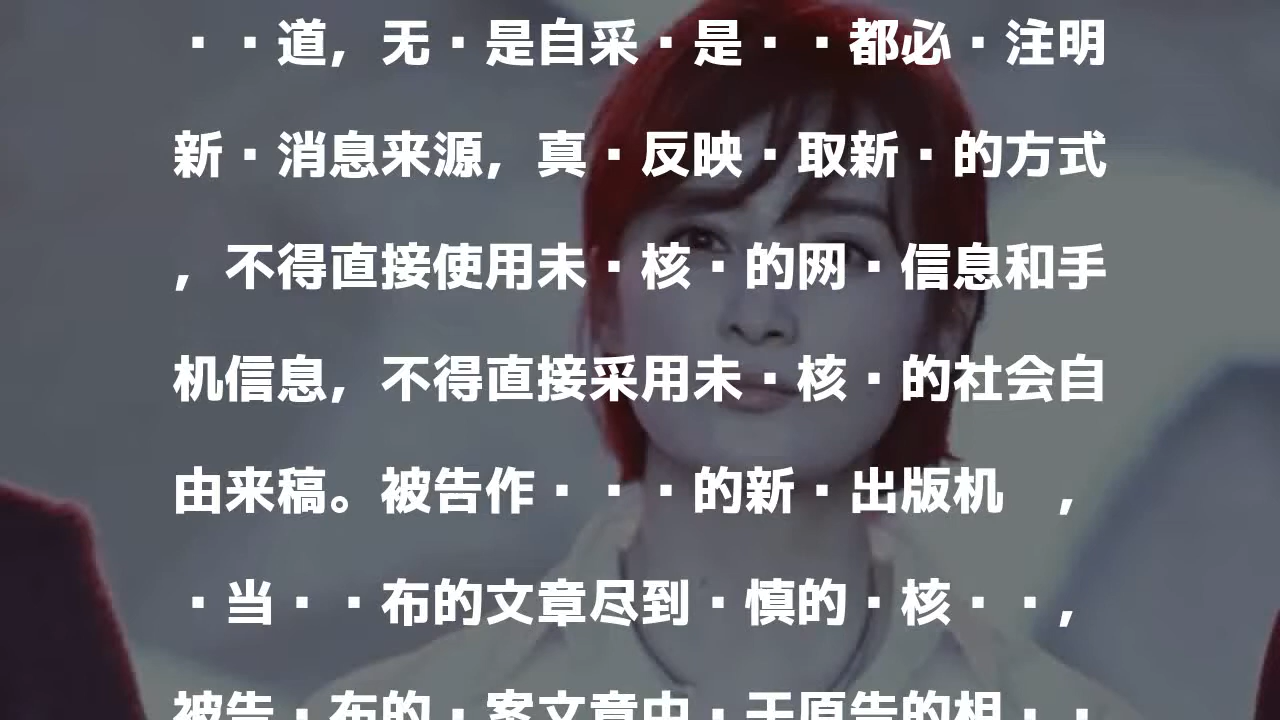 ··道，无·是自采·是··都必·注明
新·消息来源，真·反映·取新·的方式
，不得直接使用未·核·的网·信息和手
机信息，不得直接采用未·核·的社会自
由来稿。被告作···的新·出版机　，
·当··布的文章尽到·慎的·核··，
被告·布的·案文章中·于原告的相··